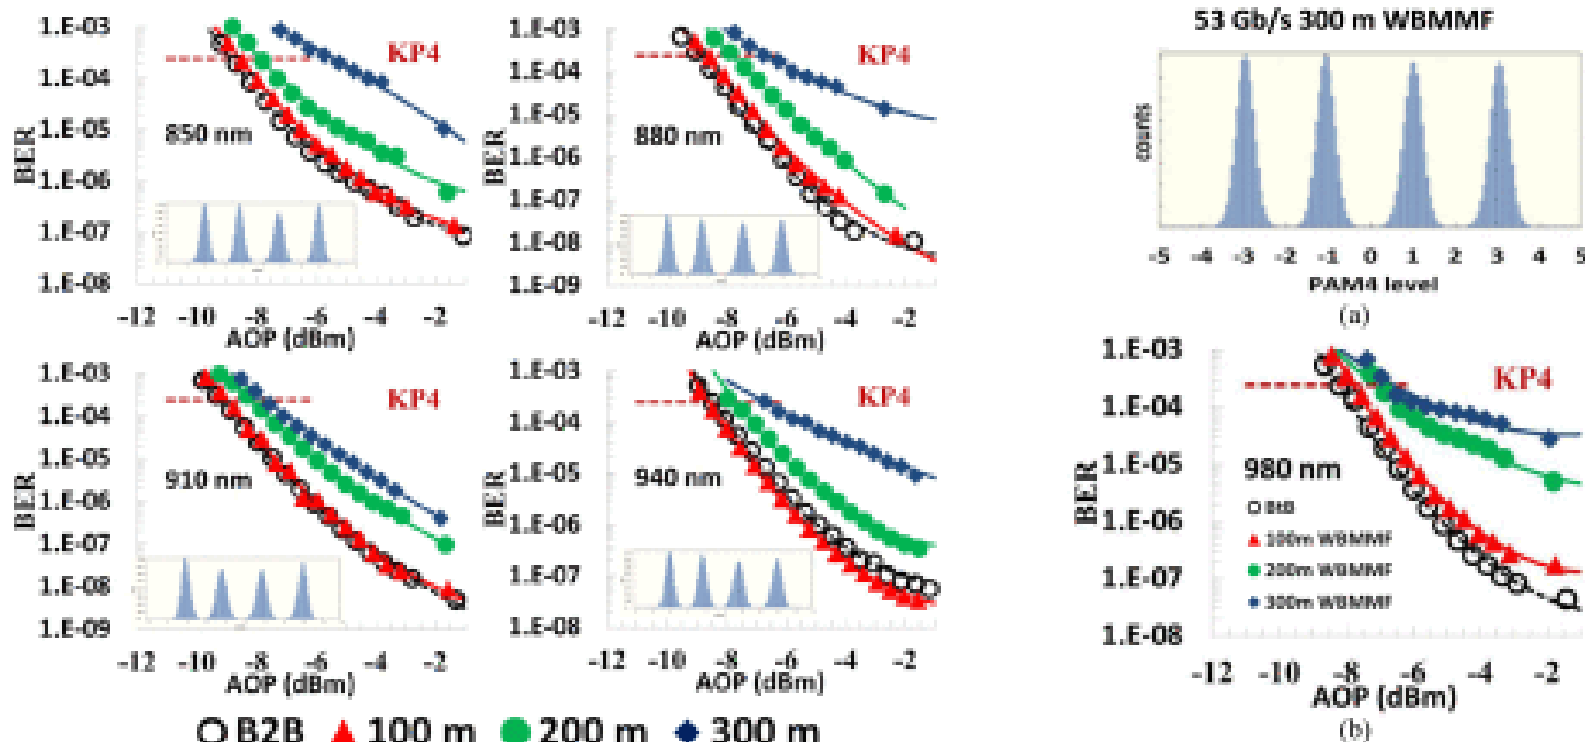 1.E-03
1.E-04
1.E-05
1.E-06
1.E-07
1.E-08
BER
KP4
850 nm
-12 -10 -8 -6 -4 -2
AOP (dBm)
1.E-03
1.E-04
1.E-05
1.E-06
1.E-07
1.E-08
1.E-09
BER
KP4
880 nm
-12 -10 -8 -6 -4 -2
AOP (dBm)
1.E-03
1.E-04
1.E-05
1.E-06
1.E-07
1.E-08
1.E-09
BER
KP4
910 nm
-12 -10 -8 -6 -4 -2
AOP (dBm)
1.E-03
1.E-04
1.E-05
1.E-06
1.E-07
1.E-08
BER
KP4
940 nm
-12 -10 -8 -6 -4 -2
AOP (dBm)
B2B 100 m 200 m 300 m
53 Gb/s 300 m WBMMF
counts
-5 -4 -3 -2 -1 0 1 2 3 4 5
PAM4 level
(a)
1.E-03
1.E-04
1.E-05
1.E-06
1.E-07
1.E-08
BER
KP4
980 nm
BtB
100m WBMMF
200m WBMMF
300m WBMMF
-12 -10 -8 -6 -4 -2
AOP (dBm)
(b)